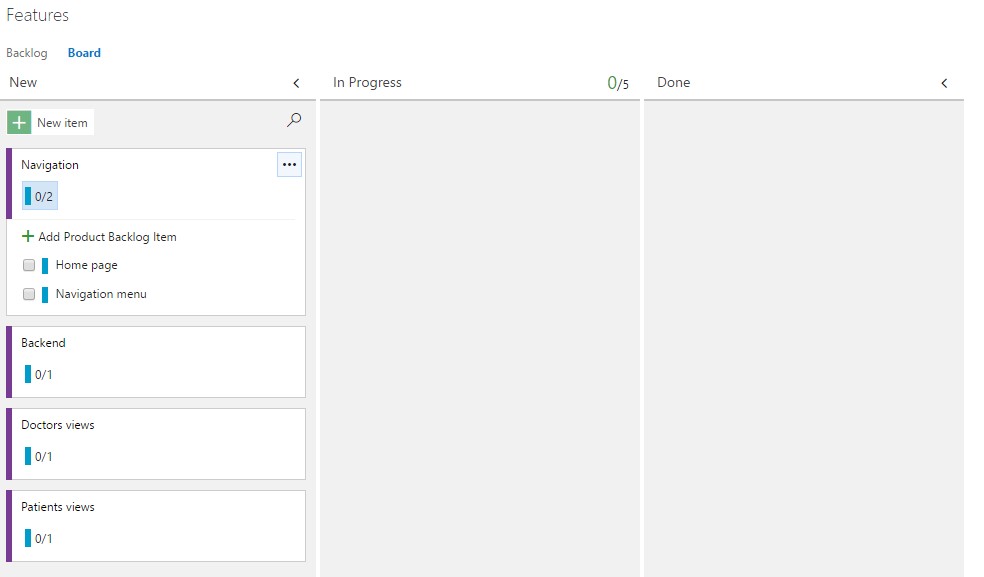 Features
Backlog Board
New
In Progress 0/5
Done
New item
Navigation
0/2
Add Product Backlog Item
Home page
Navigation menu
Backend
0/1
Doctors views
0/1
Patients views
0/1